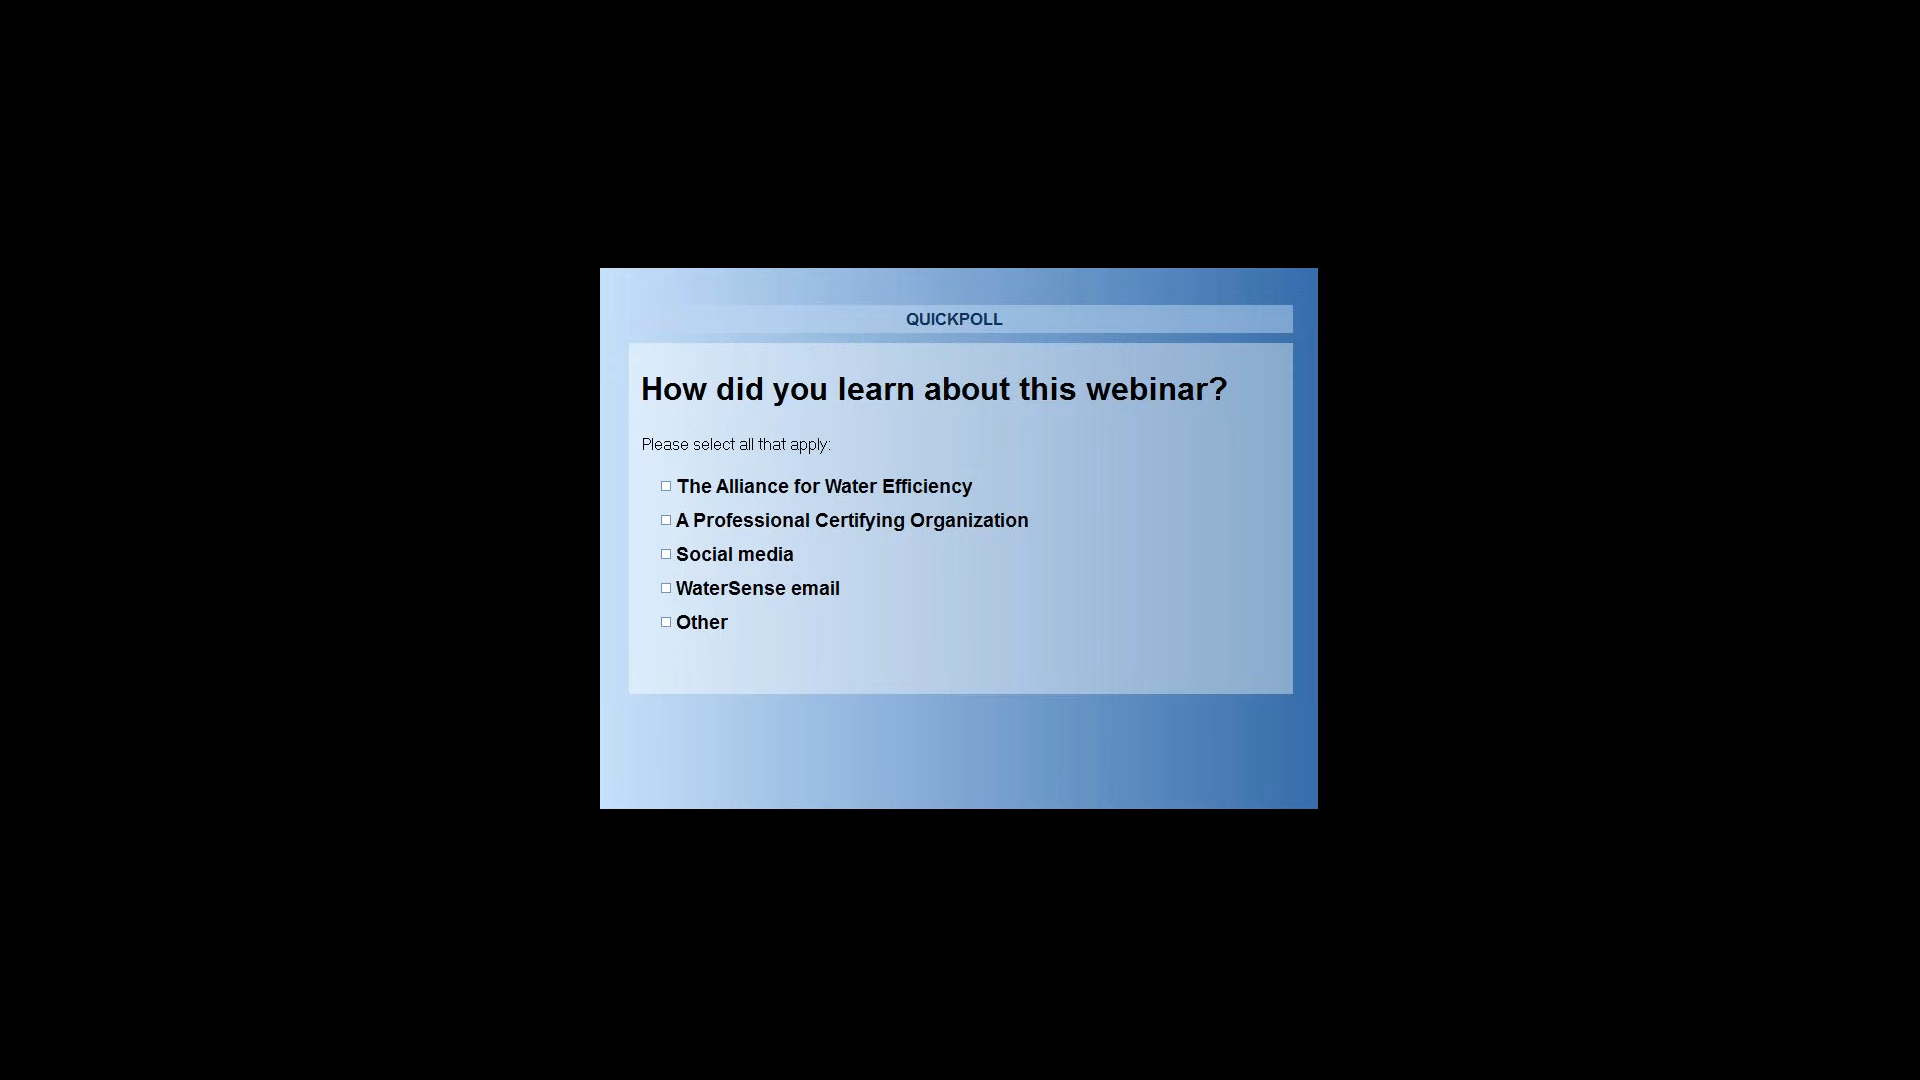 QUICKPOLL
How did you learn about this webinar?
Please select all that apply:
The Alliance for Water Efficiency
A Professional Certifying Organization
Social media
WaterSense email
Other